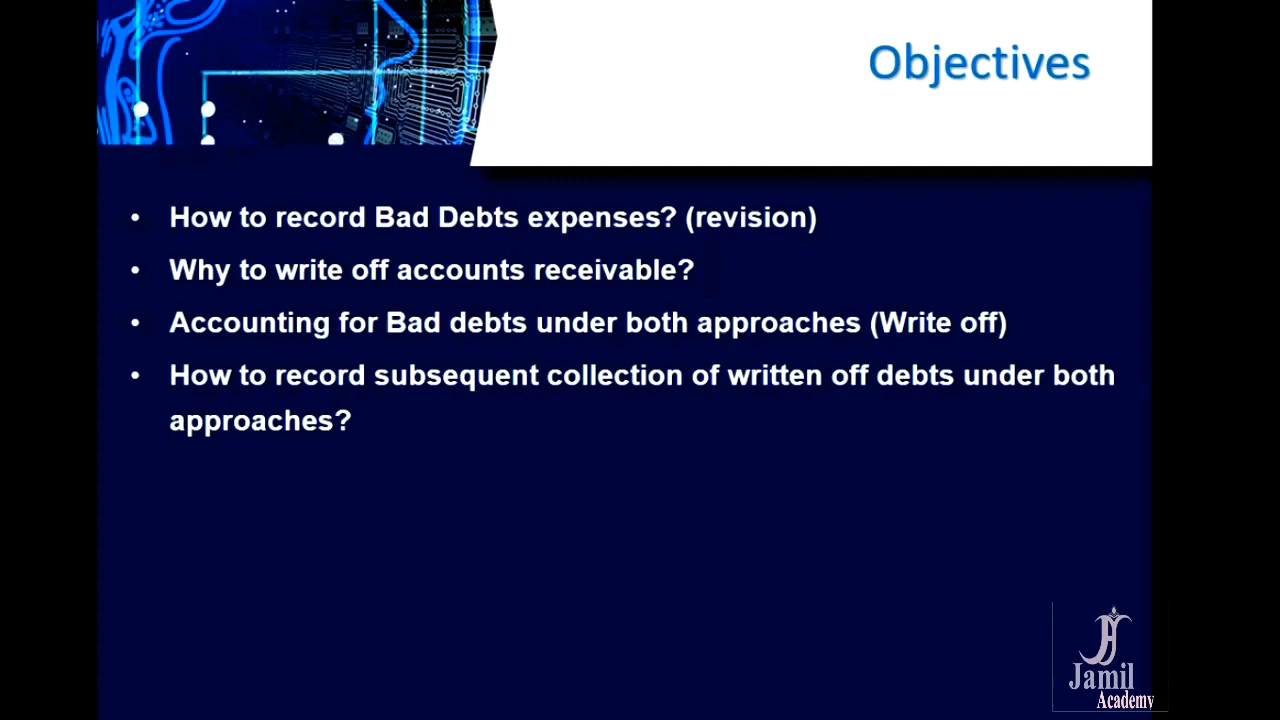 Objectives
• How to record Bad Debts expenses? (revision)
• Why to write off accounts receivable?
• Accounting for Bad debts under both approaches (Write off)
• How to record subsequent collection of written off debts under both
approaches?
Jamil
Academy